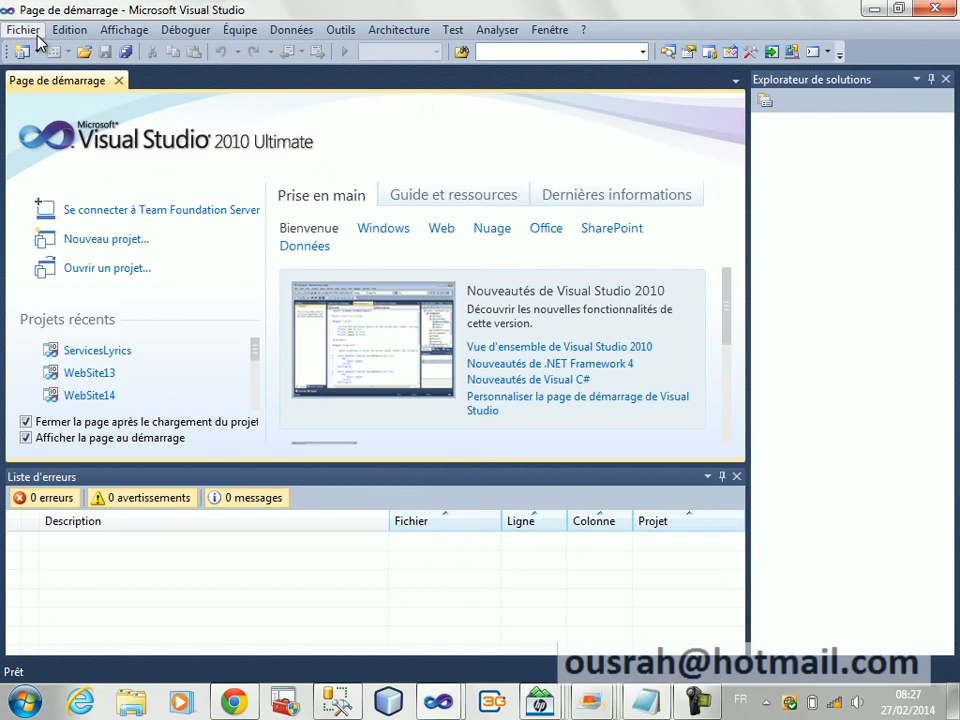 Page de démarrage - Microsoft Visual Studio
Fichier Edition Affichage Déboguer Équipe Données Outils Architecture Test Analyser Fenêtre ?
Page de démarrage
Explorateur de solutions
Microsoft®
Visual Studio® 2010 Ultimate
Se connecter à Team Foundation Server
Nouveau projet...
Ouvrir un projet...
Projets récents
ServicesLyrics
WebSite13
WebSite14
Fermer la page après le chargement du projet
Afficher la page au démarrage
Prise en main Guide et ressources Dernières informations
Bienvenue Windows Web Nuage Office SharePoint
Données
Nouveautés de Visual Studio 2010
Découvrir les nouvelles fonctionnalités de
cette version.
Vue d'ensemble de Visual Studio 2010
Nouveautés de .NET Framework 4
Nouveautés de Visual C#
Personnaliser la page de démarrage de Visual
Studio
Liste d'erreurs
0 erreurs 0 avertissements 0 messages
Description Fichier Ligne Colonne Projet
Prêt
ousrah@hotmail.com
FR
08:27
27/02/2014